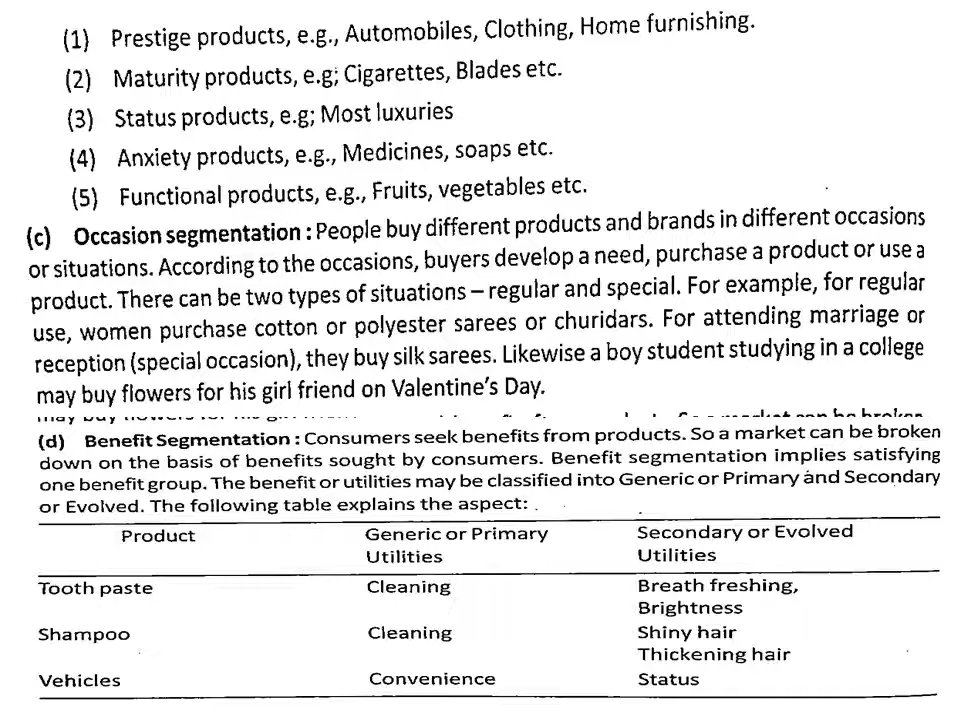 (1) Prestige products, e.g., Automobiles, Clothing, Home furnishing.
(2) Maturity products, e.g; Cigarettes, Blades etc.
(3) Status products, e.g; Most luxuries
(4) Anxiety products, e.g., Medicines, soaps etc.
(5) Functional products, e.g., Fruits, vegetables etc.
(c) Occasion segmentation : People buy different products and brands in different occasions
or situations. According to the occasions, buyers develop a need, purchase a product or use a
product. There can be two types of situations – regular and special. For example, for regular
use, women purchase cotton or polyester sarees or churidars. For attending marriage or
reception (special occasion), they buy silk sarees. Likewise a boy student studying in a college
may buy flowers for his girl friend on Valentine's Day.
(d) Benefit Segmentation : Consumers seek benefits from products. So a market can be broken
down on the basis of benefits sought by consumers. Benefit segmentation implies satisfying
one benefit group. The benefit or utilities may be classified into Generic or Primary and Secondary
or Evolved. The following table explains the aspect:
Product Generic or Primary Secondary or Evolved
Utilities Utilities
Tooth paste Cleaning Breath freshing,
Brightness
Shampoo Cleaning Shiny hair
Thickening hair
Vehicles Convenience Status